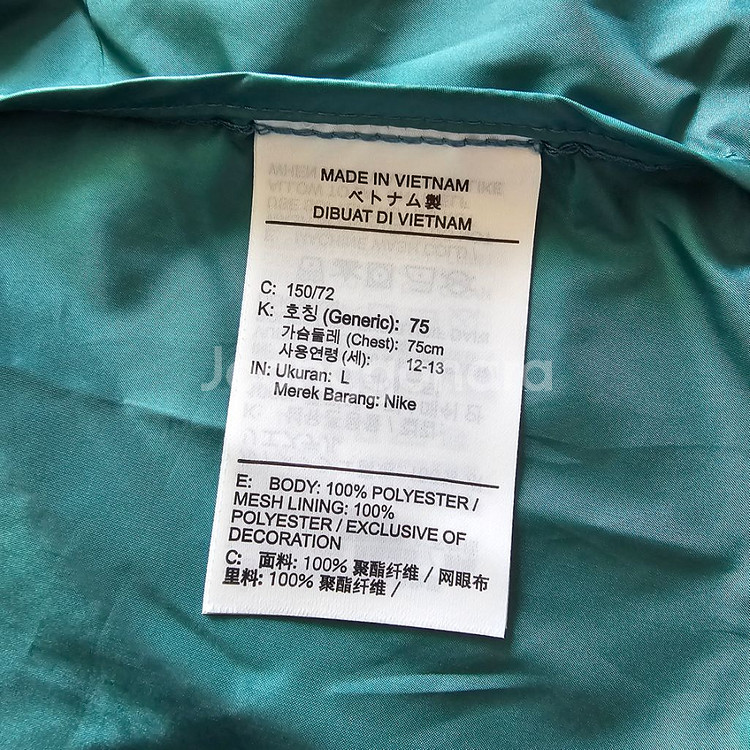 MADE IN VIETNAM
ベトナム製
DIBUAT DI VIETNAM
C: 150/72
K: 호칭 (Generic): 75
가슴둘레 (Chest): 75cm
사용연령 (세): 12-13
IN: Ukuran: L
Merek Barang: Nike
E: BODY: 100% POLYESTER /
MESH LINING: 100%
POLYESTER / EXCLUSIVE OF
DECORATION
C: 面料: 100% 聚酯纤维 / 网眼布
里料: 100% 聚酯纤维 /